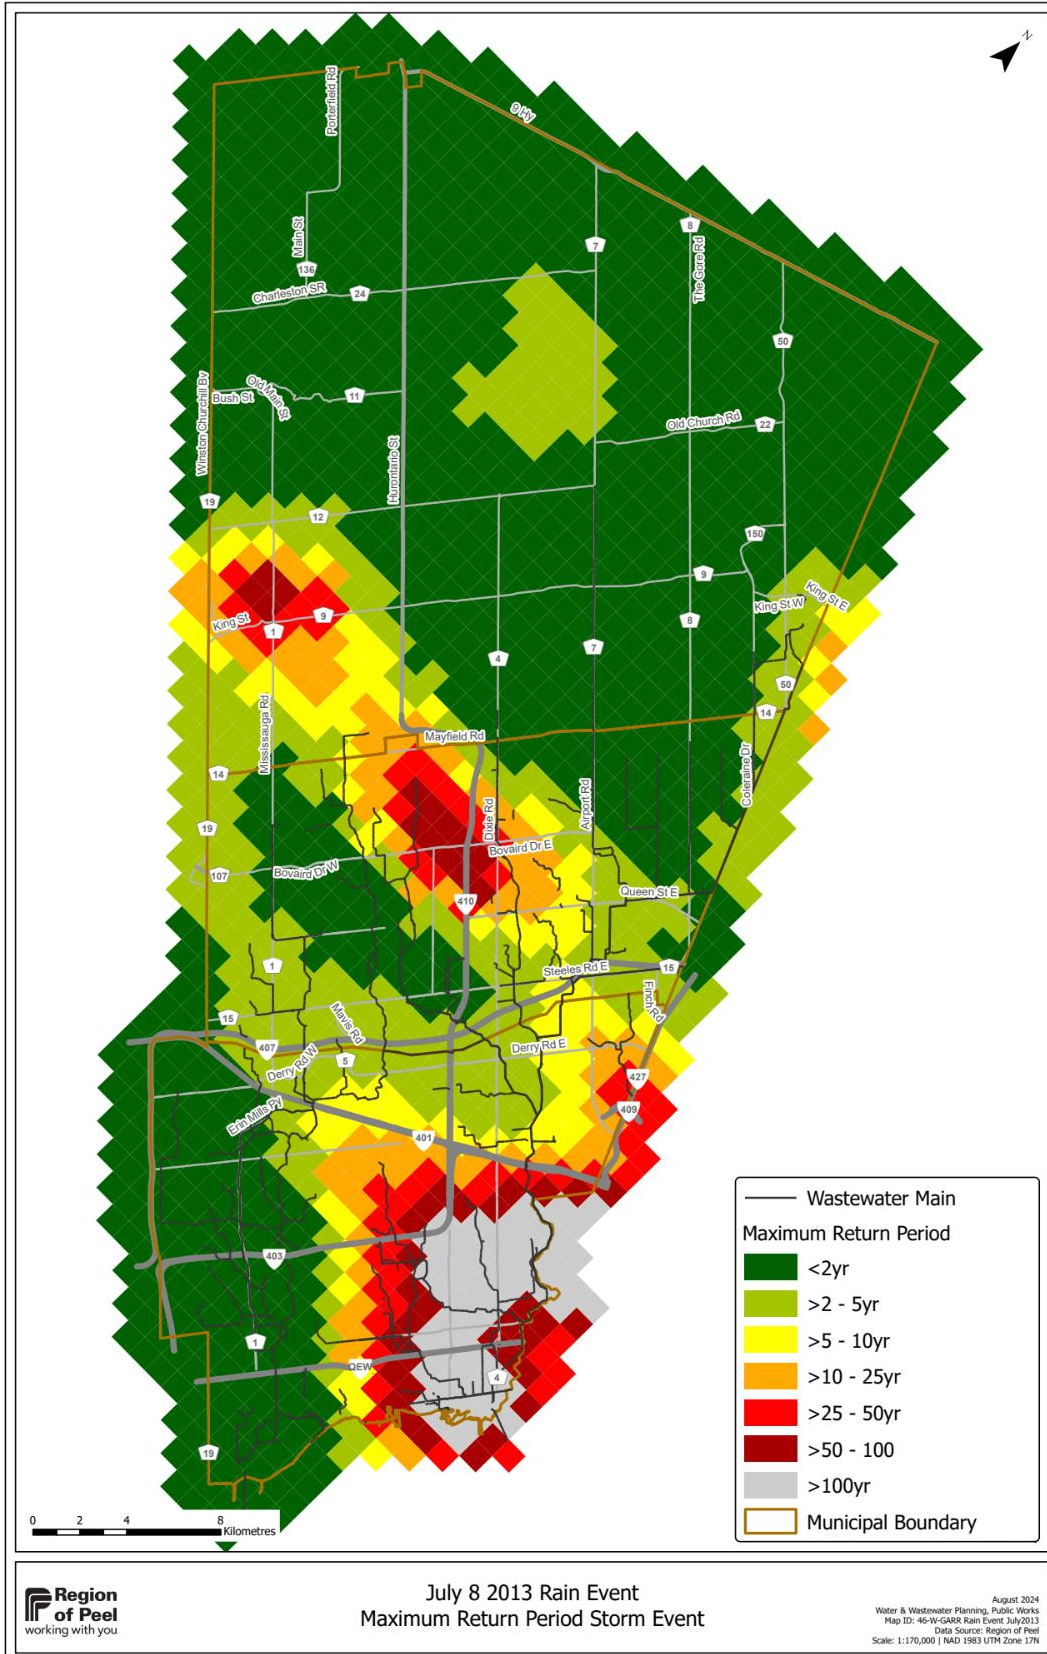 N
9 Hy
Porterfield Rd
Main St
136
Charleston SR
24
7
8
The Gore Rd
50
Winston Churchill Bv
Bush St
Old Main St
11
Hurontario St
Old Church Rd
22
19
12
150
9
King St W
King St E
King St
9
1
8
7
4
50
14
Mississauga Rd
Mayfield Rd
14
Coleraine Dr
19
Dixie Rd
Airport Rd
107
Bovaird Dr W
Bovaird Dr E
Queen St E
410
1
Steeles Rd E
15
Finch Rd
15
Mavis Rd
407
Derry Rd W
5
Derry Rd E
427
409
Erin Mills Py
401
403
1
QEW
4
19
0 2 4 8
Kilometres
Wastewater Main
Maximum Return Period
<2yr
>2 - 5yr
>5 - 10yr
>10 - 25yr
>25 - 50yr
>50 - 100
>100yr
Municipal Boundary
Region
of Peel
working with you
July 8 2013 Rain Event
Maximum Return Period Storm Event
August 2024
Water & Wastewater Planning, Public Works
Map ID: 46-W-GARR Rain Event July2013
Data Source: Region of Peel
Scale: 1:170,000 | NAD 1983 UTM Zone 17N